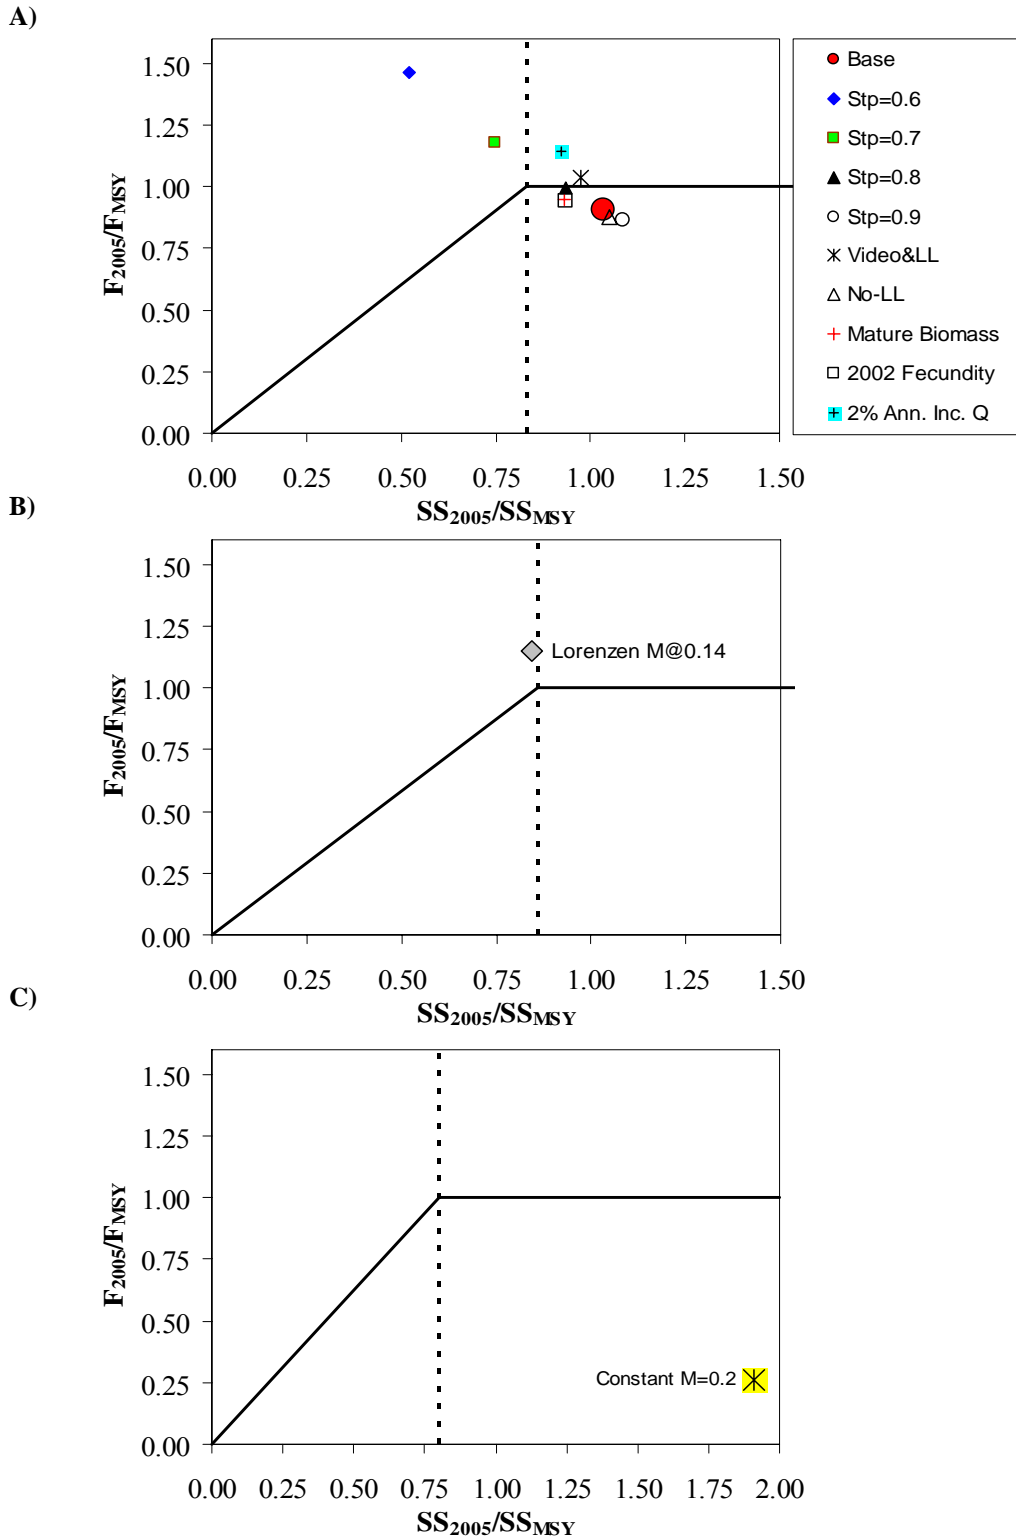 A)
F2005/FMSY
1.50
1.25
1.00
0.75
0.50
0.25
0.00
0.00 0.25 0.50 0.75 1.00 1.25 1.50
SS2005/SSMSY
Base
Stp=0.6
Stp=0.7
Stp=0.8
Stp=0.9
Video&LL
No-LL
Mature Biomass
2002 Fecundity
2% Ann. Inc. Q
B)
F2005/FMSY
1.50
1.25
1.00
0.75
0.50
0.25
0.00
Lorenzen M@0.14
0.00 0.25 0.50 0.75 1.00 1.25 1.50
SS2005/SSMSY
C)
F2005/FMSY
1.50
1.25
1.00
0.75
0.50
0.25
0.00
Constant M=0.2
0.00 0.25 0.50 0.75 1.00 1.25 1.50 1.75 2.00
SS2005/SSMSY